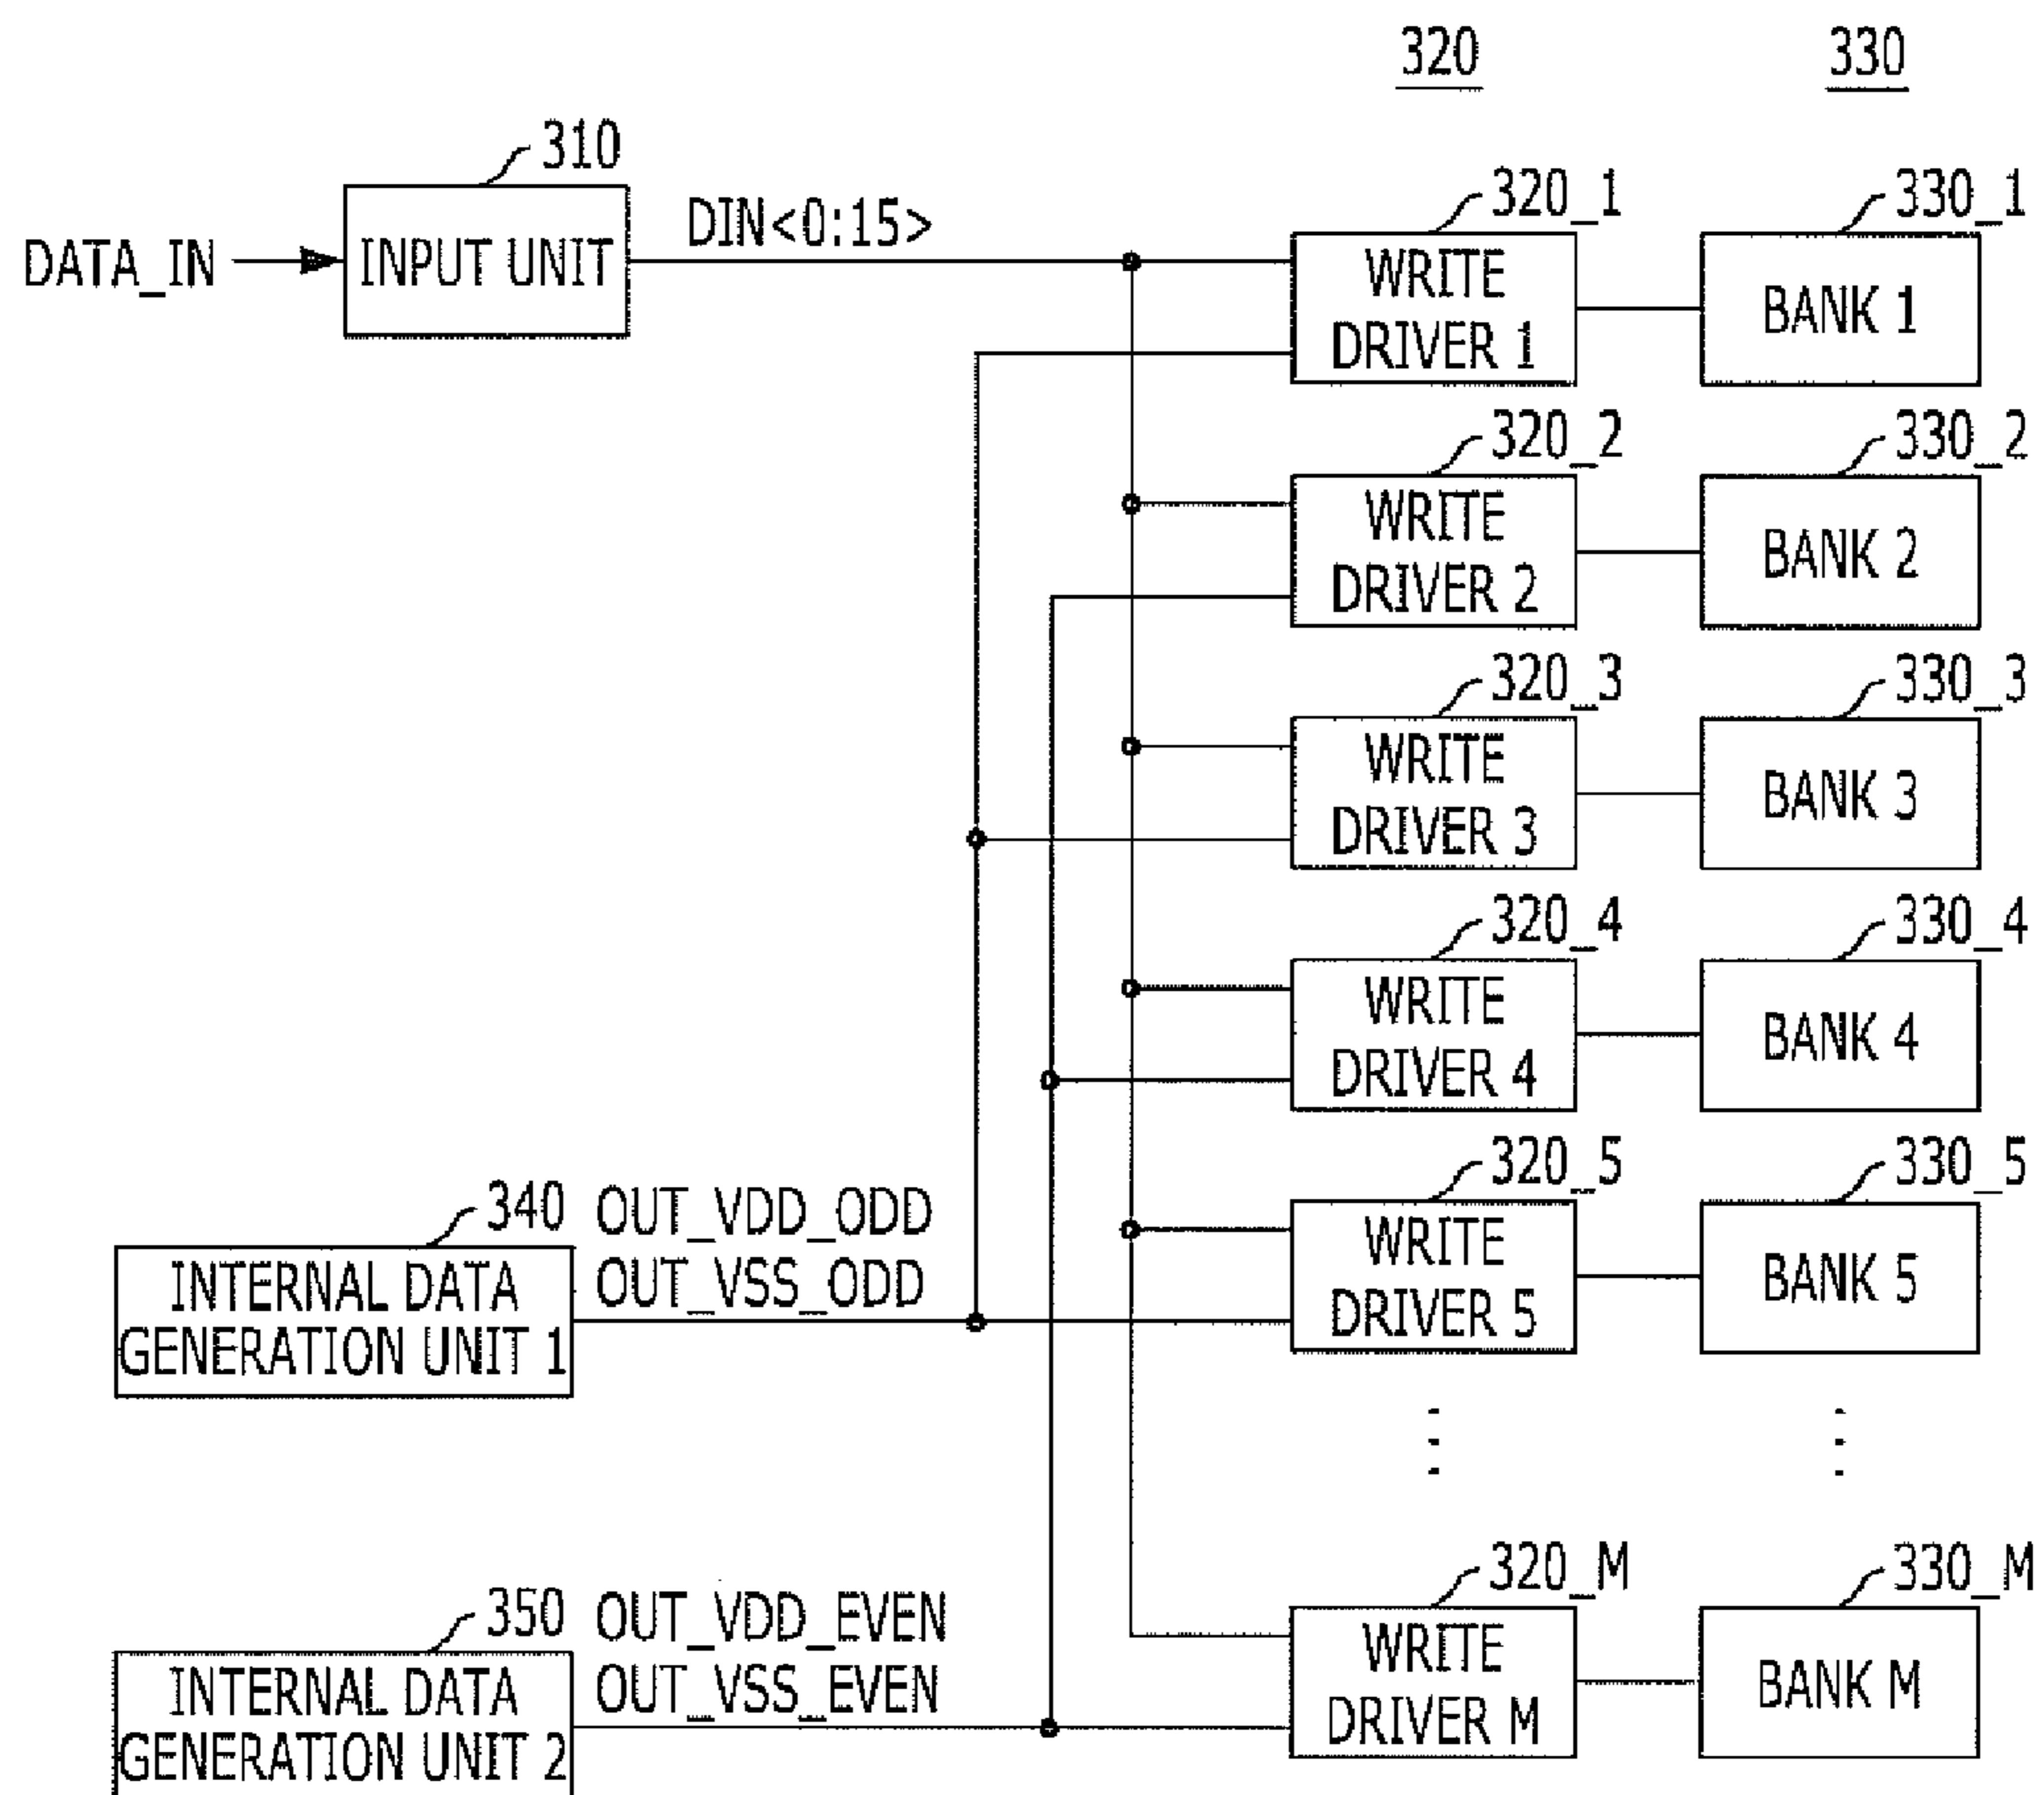 320
330
310
DATA_IN
INPUT UNIT
DIN<0:15>
320_1
WRITE
DRIVER 1
330_1
BANK 1
320_2
WRITE
DRIVER 2
330_2
BANK 2
320_3
WRITE
DRIVER 3
330_3
BANK 3
320_4
WRITE
DRIVER 4
330_4
BANK 4
320_5
WRITE
DRIVER 5
330_5
BANK 5
340
INTERNAL DATA
GENERATION UNIT 1
OUT_VDD_ODD
OUT_VSS_ODD
320_M
WRITE
DRIVER M
330_M
BANK M
350
INTERNAL DATA
GENERATION UNIT 2
OUT_VDD_EVEN
OUT_VSS_EVEN